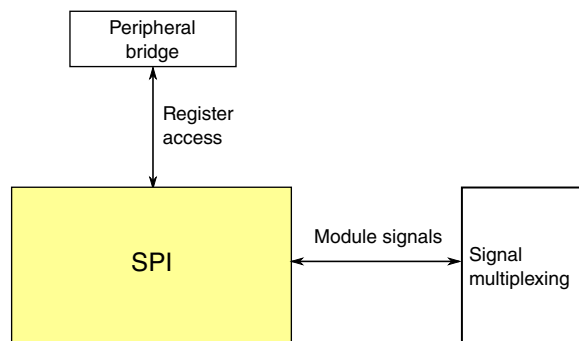 Peripheral
bridge
Register
access
SPI
Module signals
Signal
multiplexing